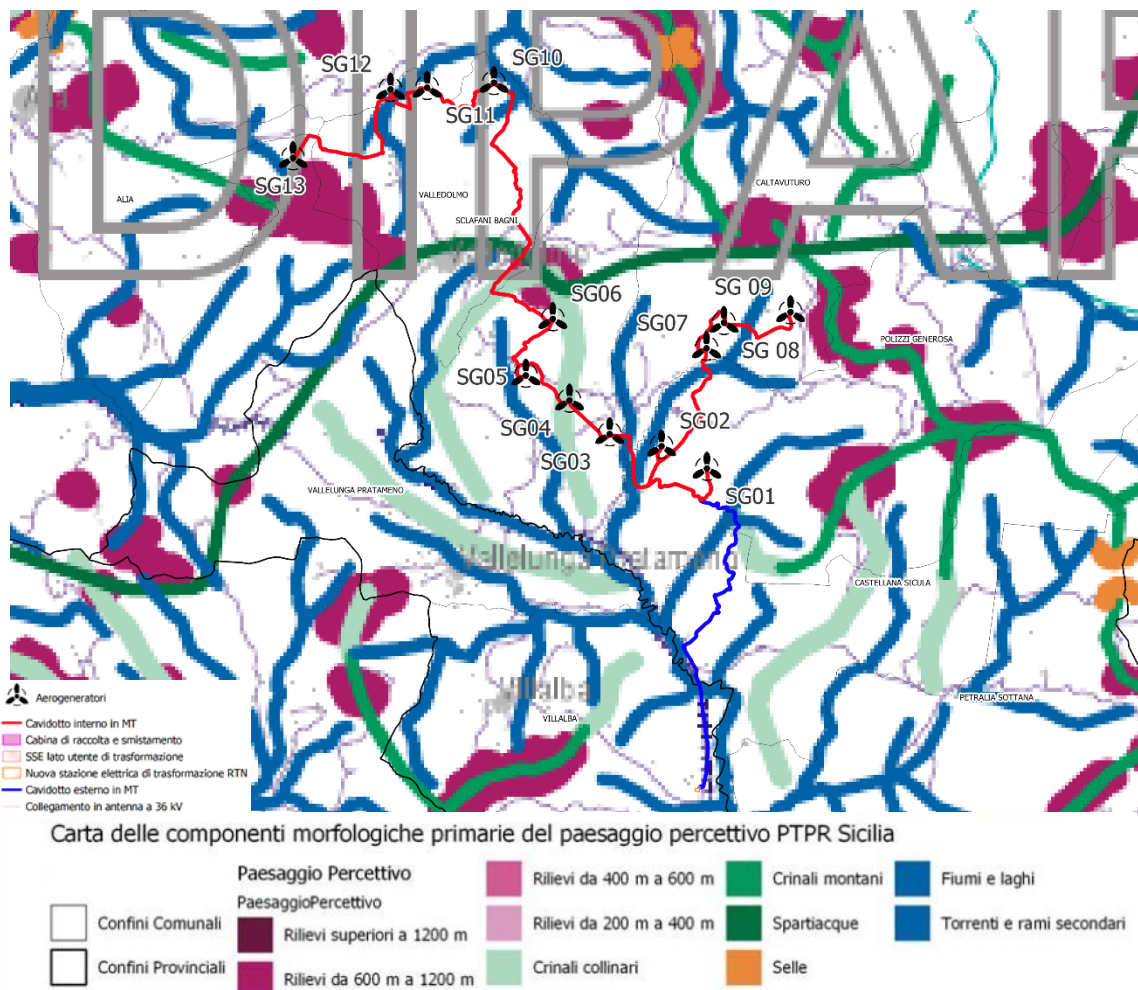 SG12
SG10
SG11
SG13
ALIA
VALLEDOLMO
SCLAFANI BAGNI
CALTAVUTURO
SG06
SG 09
SG07
SG 08
POLIZZI GENEROSA
SG05
SG04
SG02
SG03
SG01
VALLELUNGA PRATAMENO
CASTELLANA SICULA
Villalba
VILLALBA
PETRALIA SOTTANA
Aerogeneratori
Cavidotto interno in MT
Cabina di raccolta e smistamento
SSE lato utente di trasformazione
Nuova stazione elettrica di trasformazione RTN
Cavidotto esterno in MT
Collegamento in antenna a 36 kV
Carta delle componenti morfologiche primarie del paesaggio percettivo PTPR Sicilia
Confini Comunali
Confini Provinciali
Paesaggio Percettivo
PaesaggioPercettivo
Rilievi superiori a 1200 m
Rilievi da 600 m a 1200 m
Rilievi da 400 m a 600 m
Rilievi da 200 m a 400 m
Crinali collinari
Crinali montani
Spartiacque
Selle
Fiumi e laghi
Torrenti e rami secondari